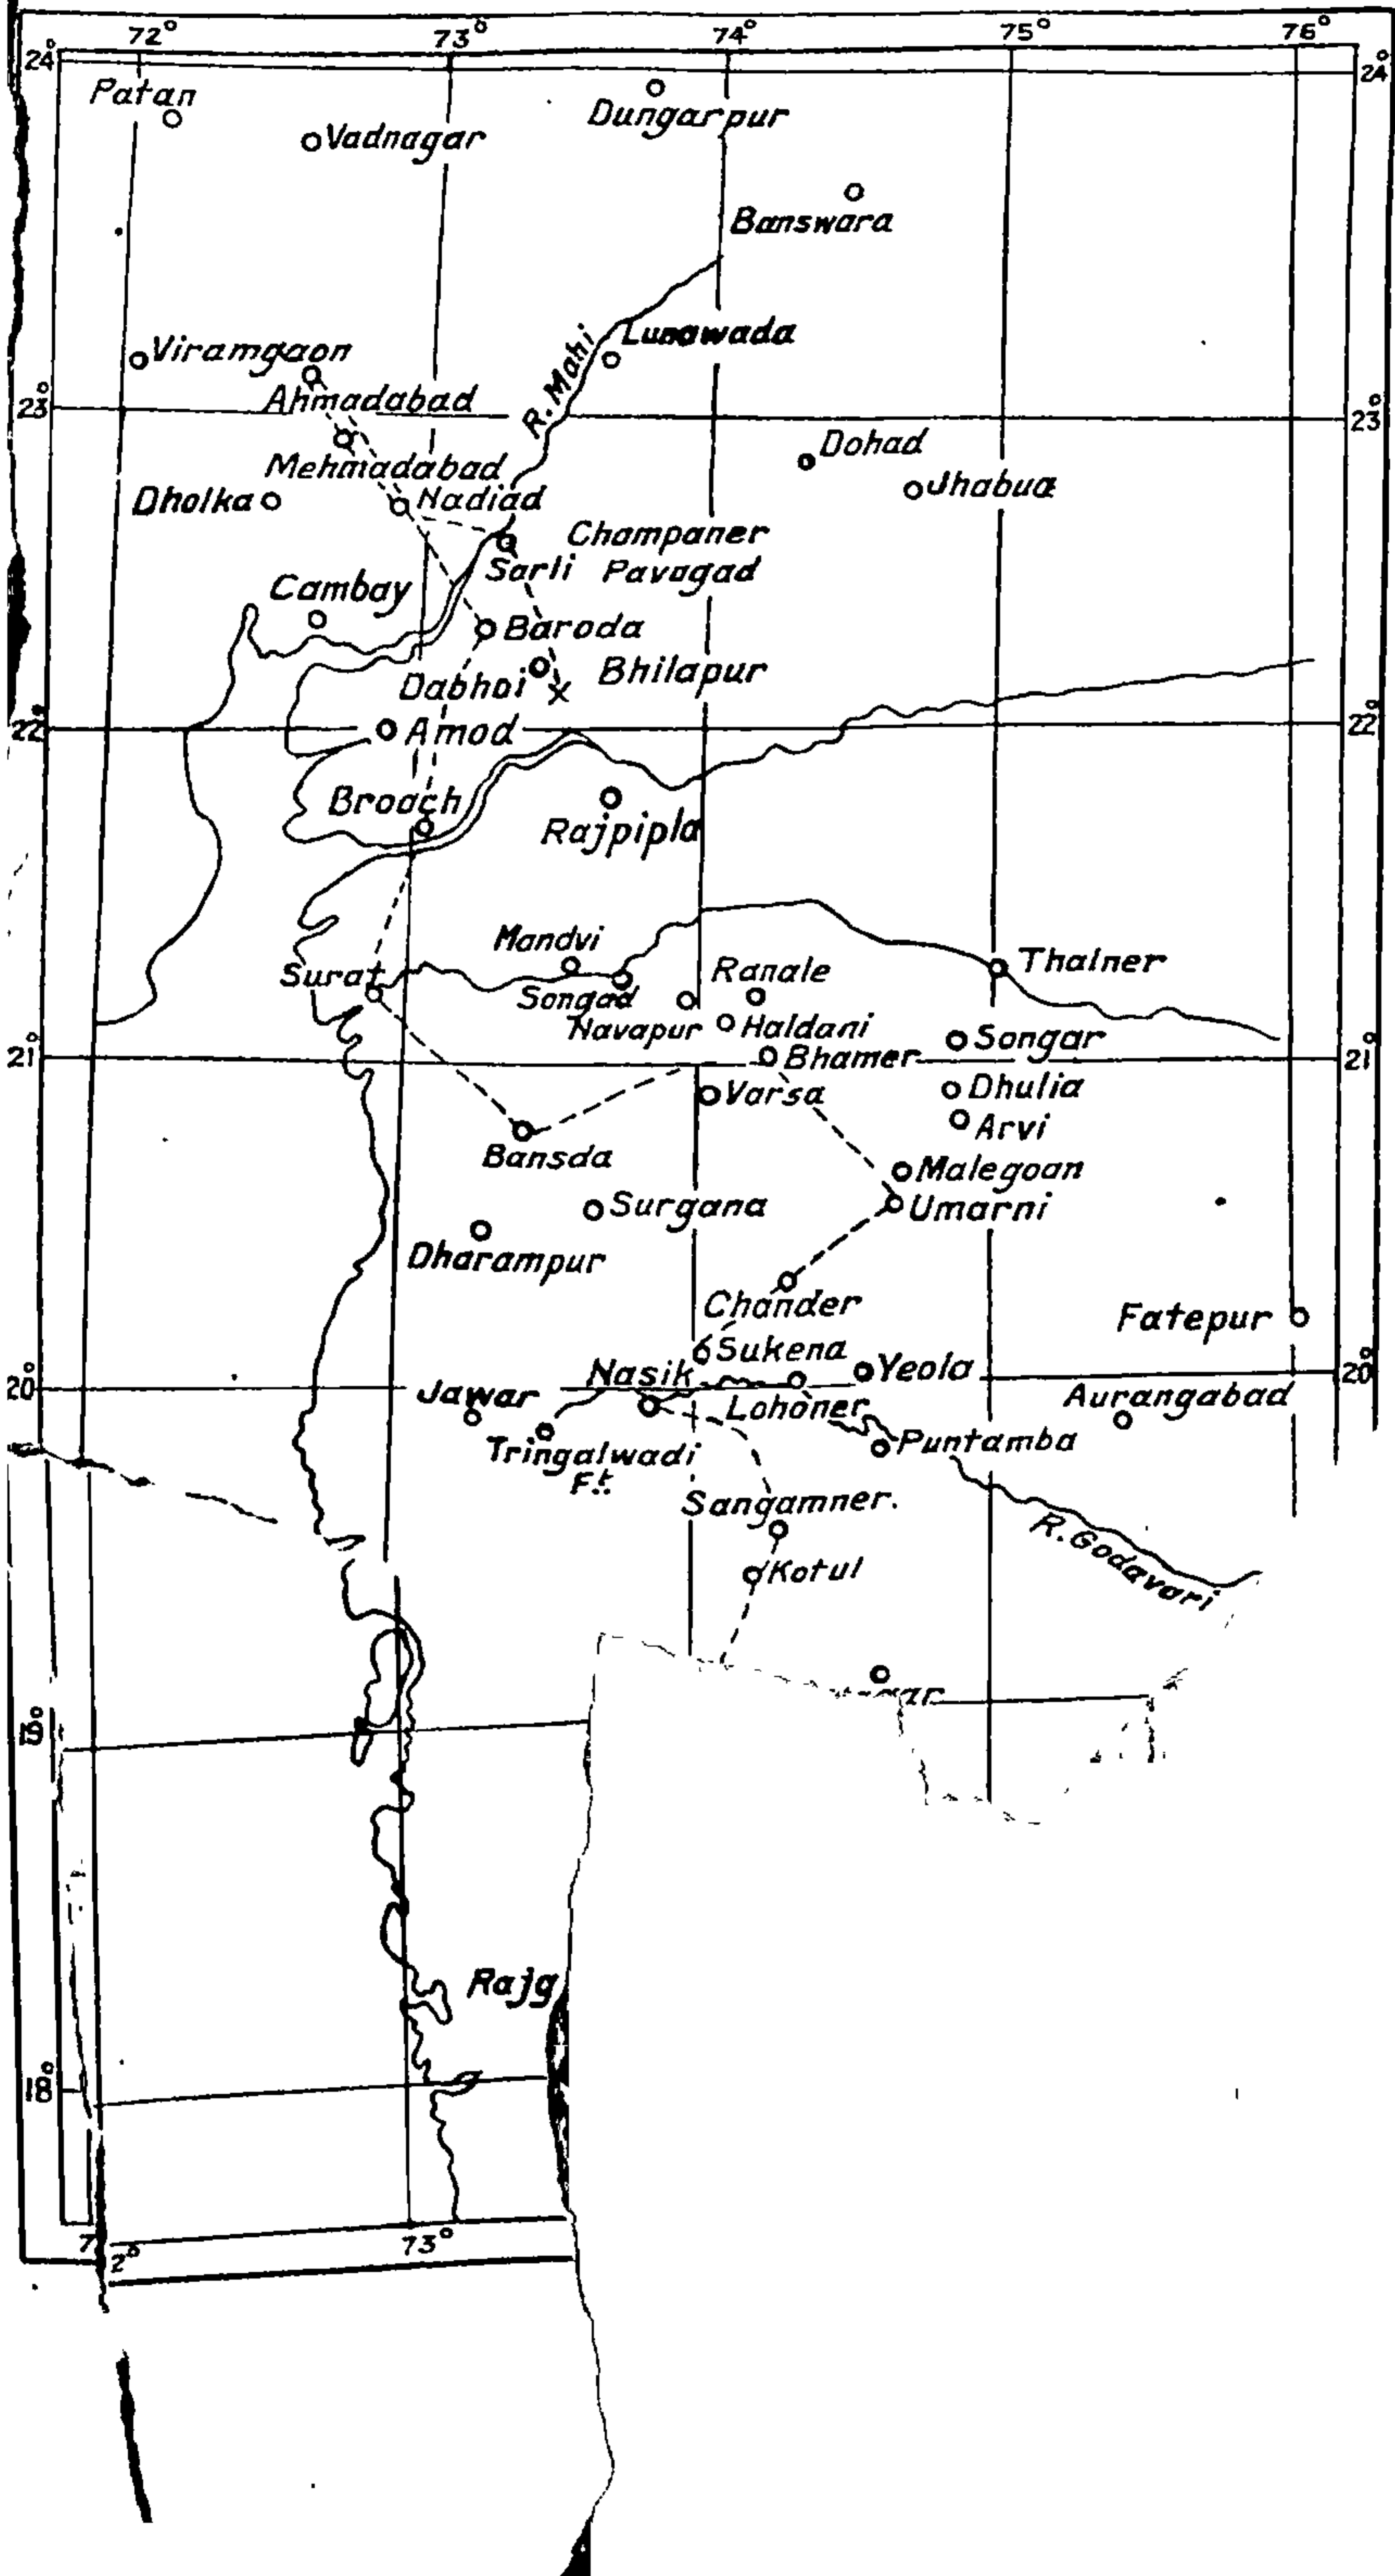 72° 73° 74° 75° 76°
24° 24°
Patan
Dungarpur
Vadnagar
Banswara
Lunawada
Viramgaon
R. Mahi
Ahmadabad
23° 23°
Dohad
Mehmadabad
Jhabua
Dholka
Nadiad
Champaner
Sarli Pavagad
Cambay
Baroda
Bhilapur
Dabhoi
22° 22°
Amod
Broach
Rajpipla
Mandvi
Thalner
Ranale
Surat
Songad
Navapur
Haldani
Songar
21° 21°
Bhamer
Dhulia
Varsa
Arvi
Bansda
Malegoan
Surgana
Umarni
Dharampur
Chander
Fatepur
Sukena
Nasik
Yeola
20° 20°
Jawar
Lohoner
Aurangabad
Tringalwadi
Ft.
Puntamba
Sangamner.
R. Godavari
Kotul
gar
19°
Rajg
18°
72° 73°